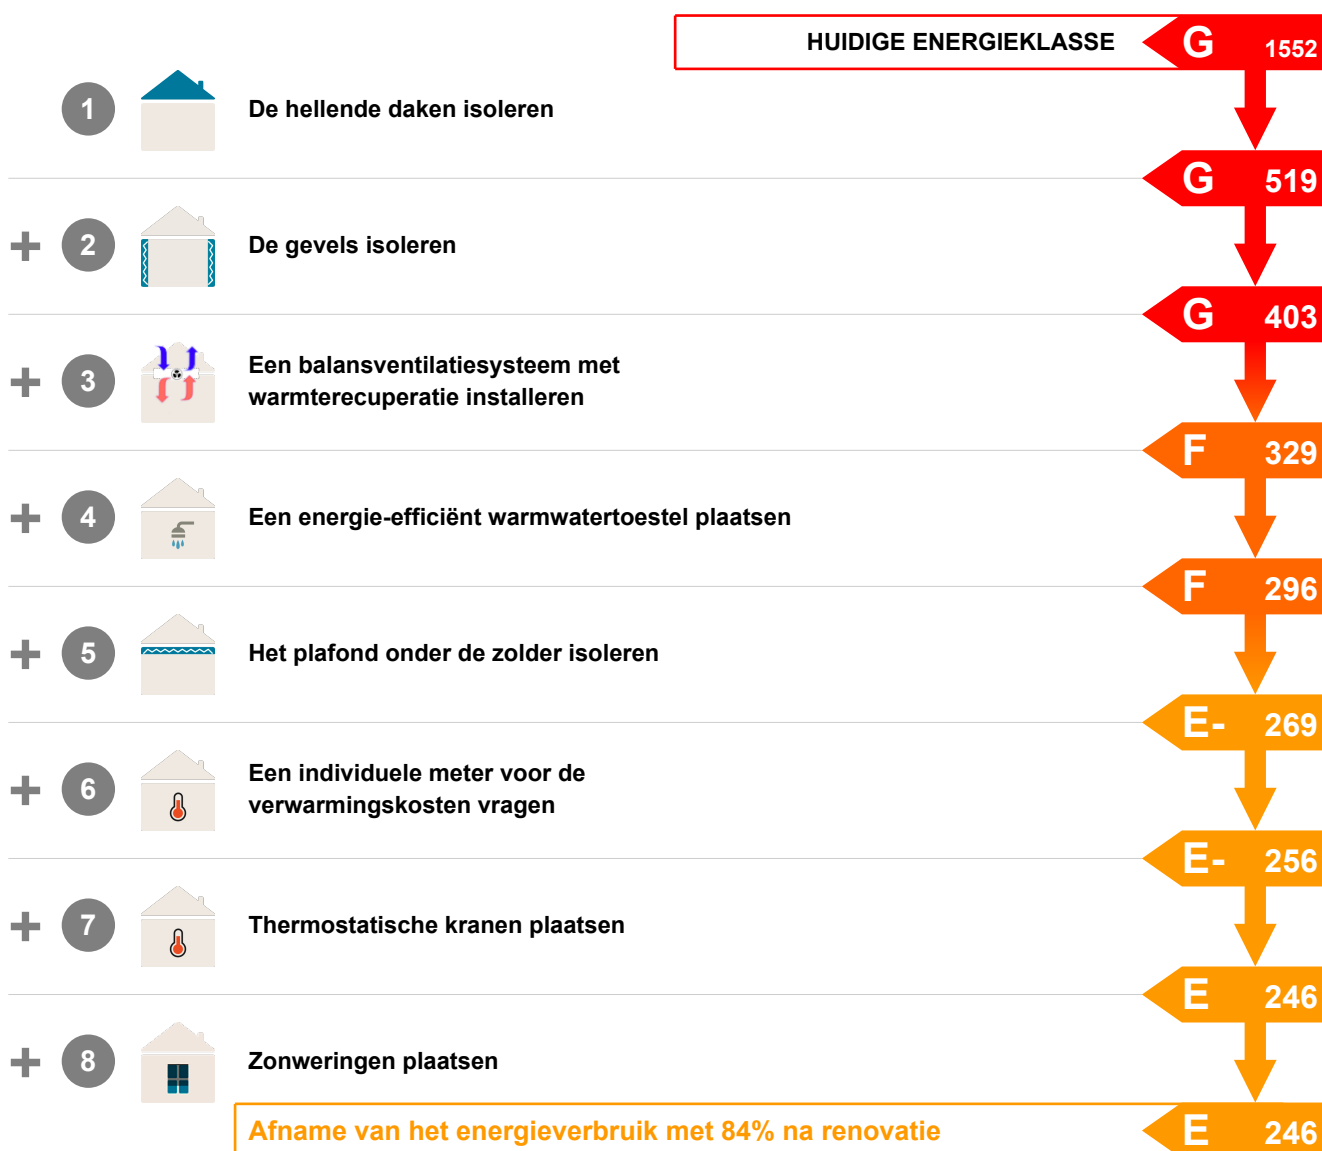 HUIDIGE ENERGIEKLASSE G 1552
1 De hellende daken isoleren
G 519
+ 2 De gevels isoleren
G 403
+ 3 Een balansventilatiesysteem met
warmterecuperatie installeren
F 329
+ 4 Een energie-efficiënt warmwatertoestel plaatsen
F 296
+ 5 Het plafond onder de zolder isoleren
E- 269
+ 6 Een individuele meter voor de
verwarmingskosten vragen
E- 256
+ 7 Thermostatische kranen plaatsen
E 246
+ 8 Zonweringen plaatsen
Afname van het energieverbruik met 84% na renovatie E 246